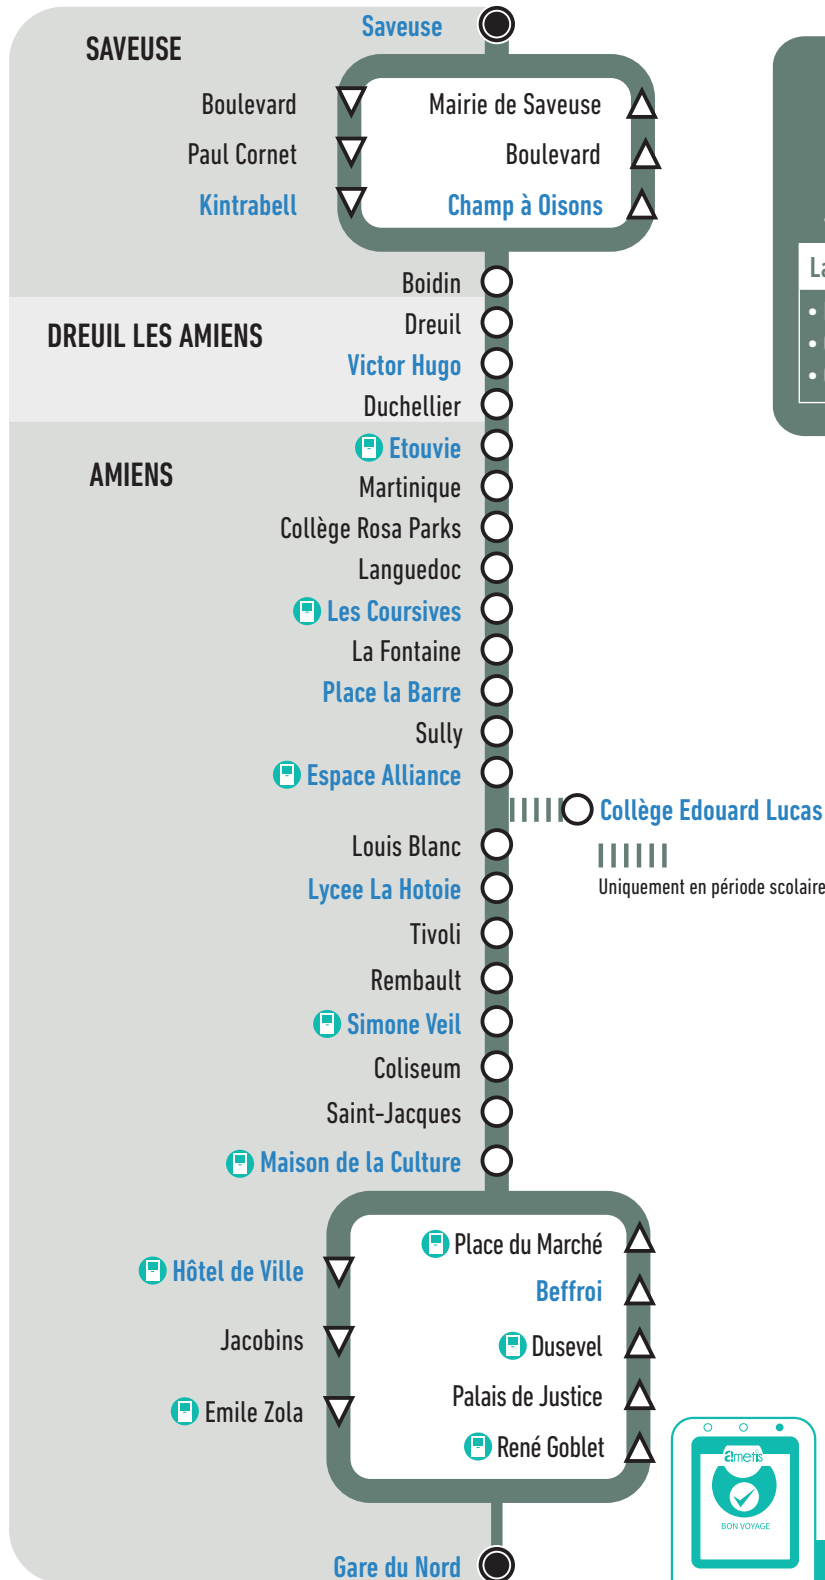 Saveuse
SAVEUSE
Boulevard
Paul Cornet
Kintrabell
Mairie de Saveuse
Boulevard
Champ à Oisons
Boidin
DREUIL LES AMIENS
Dreuil
Victor Hugo
Duchellier
AMIENS
Etouvie
Martinique
Collège Rosa Parks
Languedoc
Les Coursives
La Fontaine
Place la Barre
Sully
Espace Alliance
Collège Edouard Lucas
Uniquement en période scolaire
Louis Blanc
Lycee La Hotoie
Tivoli
Rembault
Simone Veil
Coliseum
Saint-Jacques
Maison de la Culture
Hôtel de Ville
Jacobins
Emile Zola
Place du Marché
Beffroi
Dusevel
Palais de Justice
René Goblet
Gare du Nord
ametis
BON VOYAGE